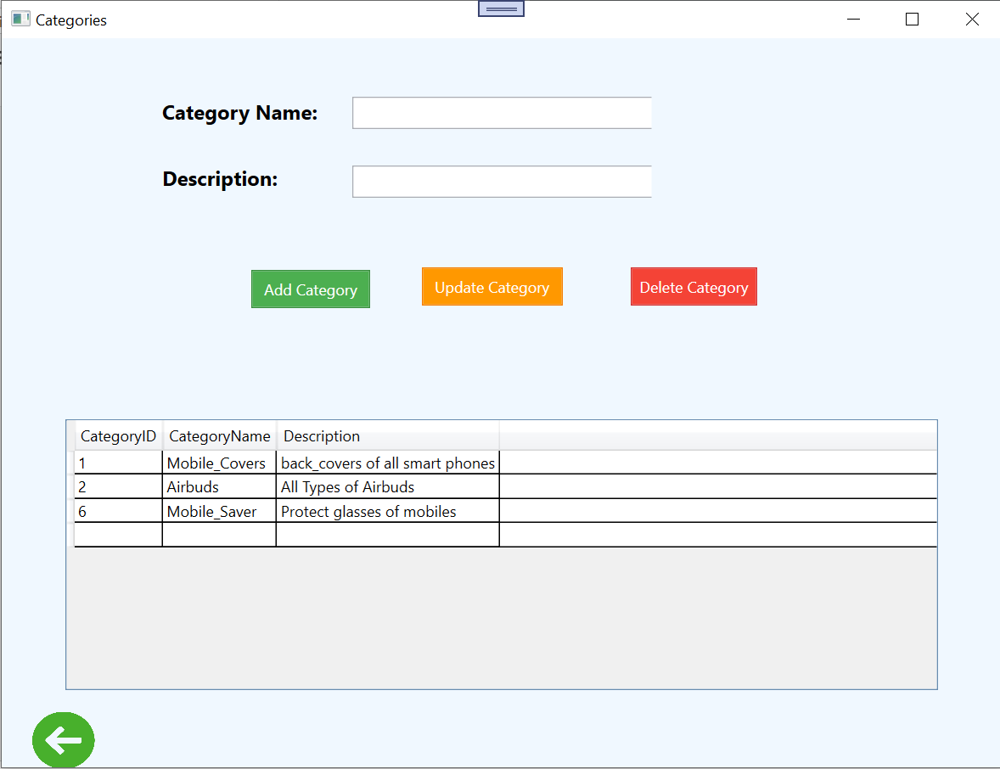 Categories
Category Name:
Description:
Add Category Update Category Delete Category
CategoryID CategoryName Description
1 Mobile_Covers back_covers of all smart phones
2 Airbuds All Types of Airbuds
6 Mobile_Saver Protect glasses of mobiles